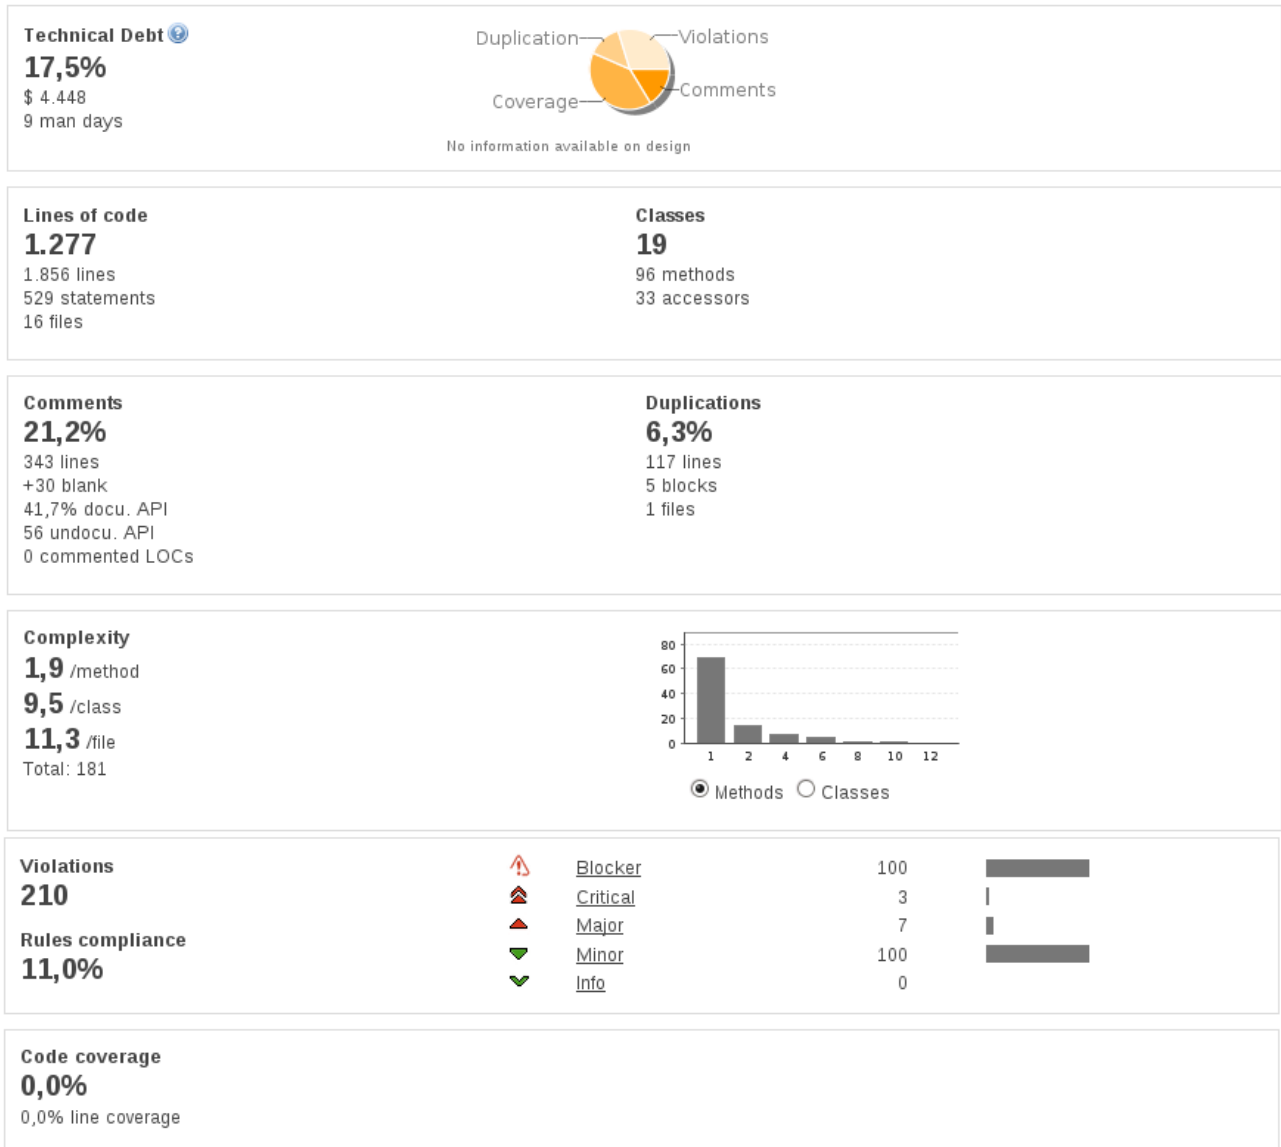 Technical Debt
17,5%
$ 4.448
9 man days
Duplication
Violations
Coverage
Comments
No information available on design
Lines of code
1.277
1.856 lines
529 statements
16 files
Classes
19
96 methods
33 accessors
Comments
21,2%
343 lines
+30 blank
41,7% docu. API
56 undocu. API
0 commented LOCs
Duplications
6,3%
117 lines
5 blocks
1 files
Complexity
1,9 /method
9,5 /class
11,3 /file
Total: 181
80
60
40
20
0
1 2 4 6 8 10 12
Methods Classes
Violations
210
Rules compliance
11,0%
Blocker 100
Critical 3
Major 7
Minor 100
Info 0
Code coverage
0,0%
0,0% line coverage